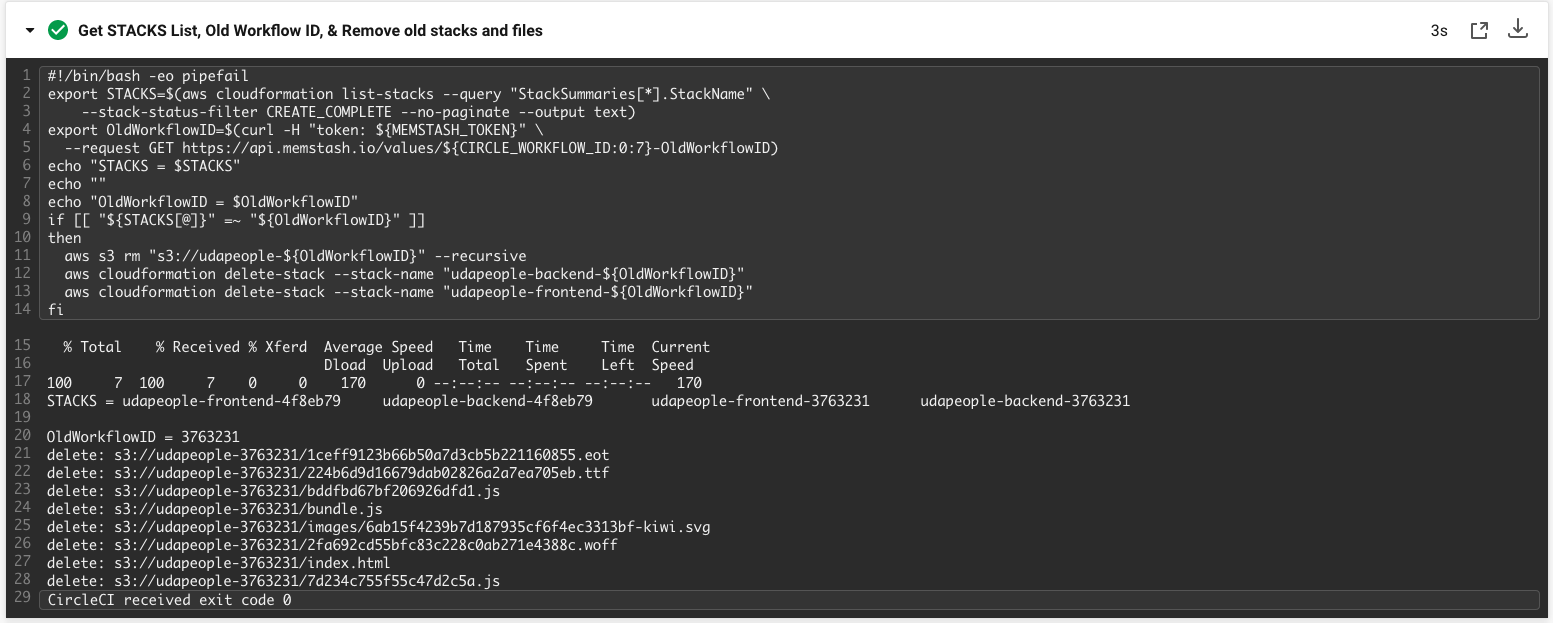 Get STACKS List, Old Workflow ID, & Remove old stacks and files 3s
1 #!/bin/bash -eo pipefail
2 export STACKS=$(aws cloudformation list-stacks --query "StackSummaries[*].StackName" \
3     --stack-status-filter CREATE_COMPLETE --no-paginate --output text)
4 export OldWorkflowID=$(curl -H "token: ${MEMSTASH_TOKEN}" \
5   --request GET https://api.memstash.io/values/${CIRCLE_WORKFLOW_ID:0:7}-OldWorkflowID)
6 echo "STACKS = $STACKS"
7 echo ""
8 echo "OldWorkflowID = $OldWorkflowID"
9 if [[ "${STACKS[@]}" =~ "${OldWorkflowID}" ]]
10 then
11   aws s3 rm "s3://udapeople-${OldWorkflowID}" --recursive
12   aws cloudformation delete-stack --stack-name "udapeople-backend-${OldWorkflowID}"
13   aws cloudformation delete-stack --stack-name "udapeople-frontend-${OldWorkflowID}"
14 fi
15   % Total    % Received % Xferd  Average Speed   Time    Time     Time  Current
16                                  Dload  Upload   Total   Spent    Left  Speed
17 100     7  100     7    0     0    170      0 --:--:-- --:--:-- --:--:--   170
18 STACKS = udapeople-frontend-4f8eb79     udapeople-backend-4f8eb79       udapeople-frontend-3763231      udapeople-backend-3763231
19
20 OldWorkflowID = 3763231
21 delete: s3://udapeople-3763231/1ceff9123b66b50a7d3cb5b221160855.eot
22 delete: s3://udapeople-3763231/224b6d9d16679dab02826a2a7ea705eb.ttf
23 delete: s3://udapeople-3763231/bddfbd67bf206926dfd1.js
24 delete: s3://udapeople-3763231/bundle.js
25 delete: s3://udapeople-3763231/images/6ab15f4239b7d187935cf6f4ec3313bf-kiwi.svg
26 delete: s3://udapeople-3763231/2fa692cd55bfc83c228c0ab271e4388c.woff
27 delete: s3://udapeople-3763231/index.html
28 delete: s3://udapeople-3763231/7d234c755f55c47d2c5a.js
29 CircleCI received exit code 0